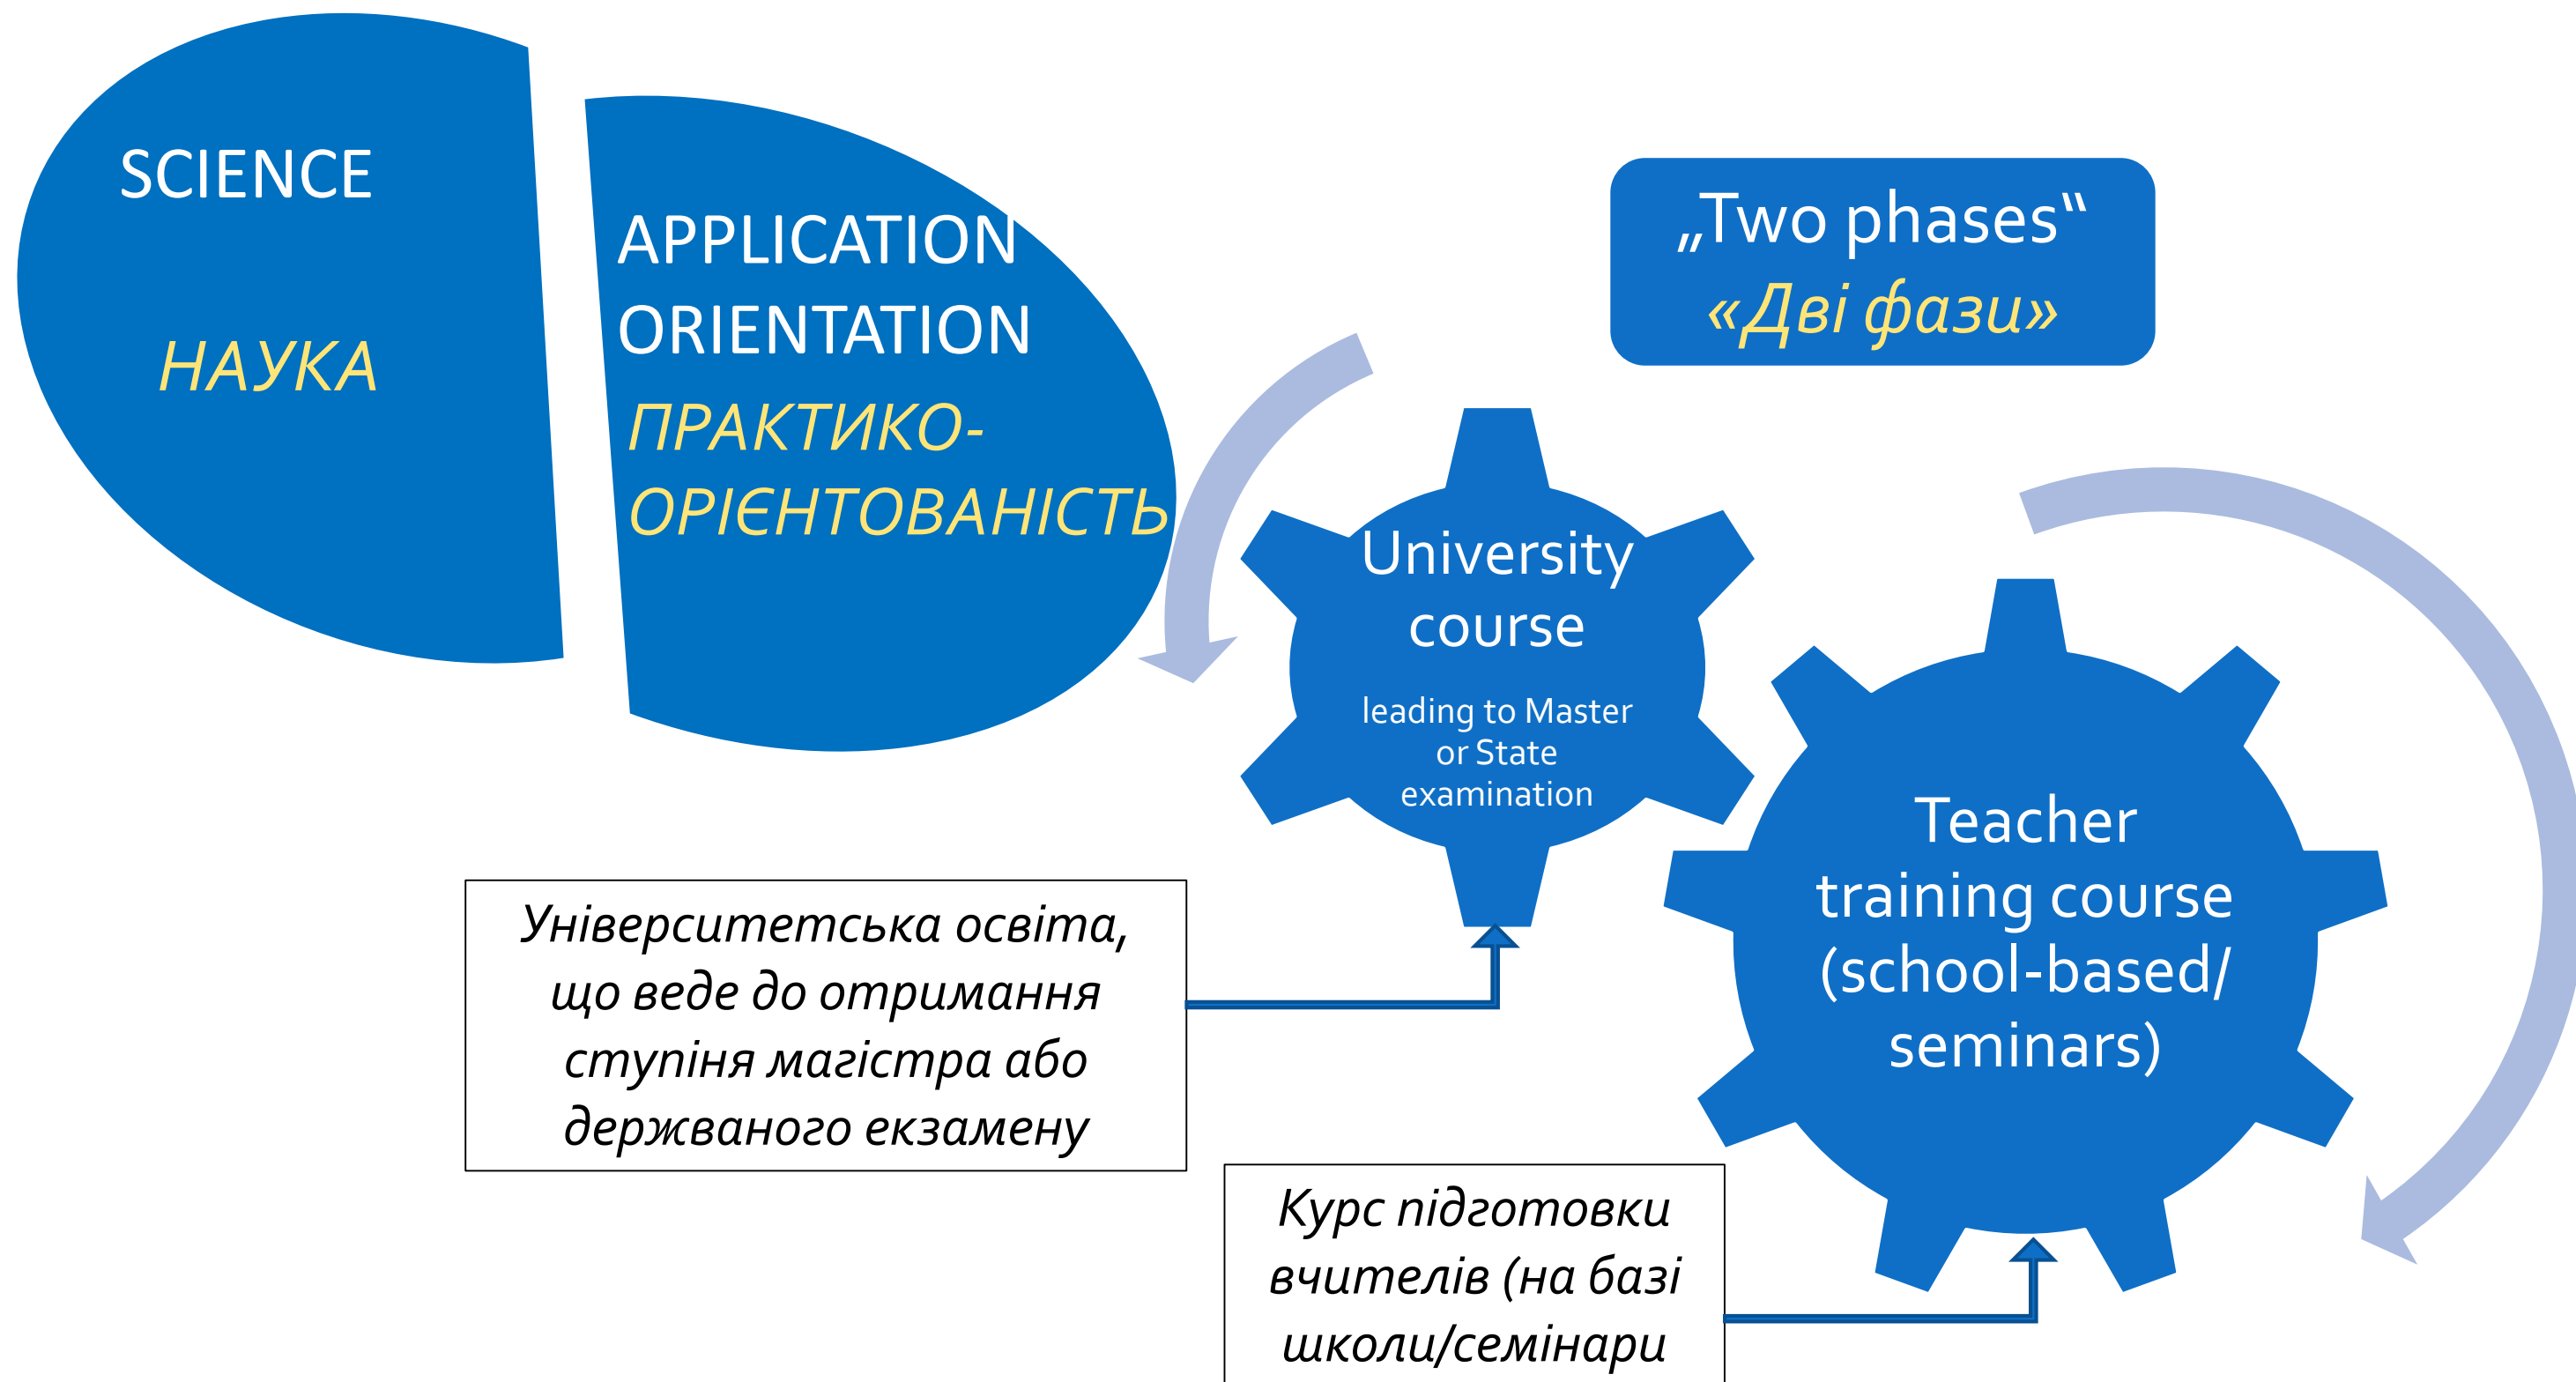 SCIENCE
НАУКА
APPLICATION
ORIENTATION
ПРАКТИКО-
ОРІЄНТОВАНІСТЬ
„Two phases“
«Дві фази»
University
course
leading to Master
or State
examination
Teacher
training course
(school-based/
seminars)
Університетська освіта,
що веде до отримання
ступіня магістра або
держваного екзамену
Курс підготовки
вчителів (на базі
школи/семінари